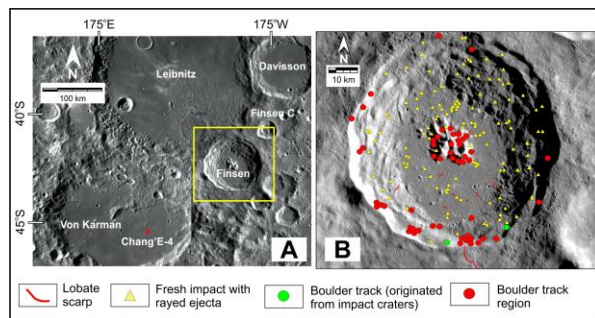 175°E
175°W
N
100 km
40°S
45°S
Leibnitz
Davisson
Finsen C
Finsen
Von Karman
Chang'E-4
A
N
10 km
B
Lobate
scarp
Fresh impact with
rayed ejecta
Boulder track (originated
from impact craters)
Boulder track
region